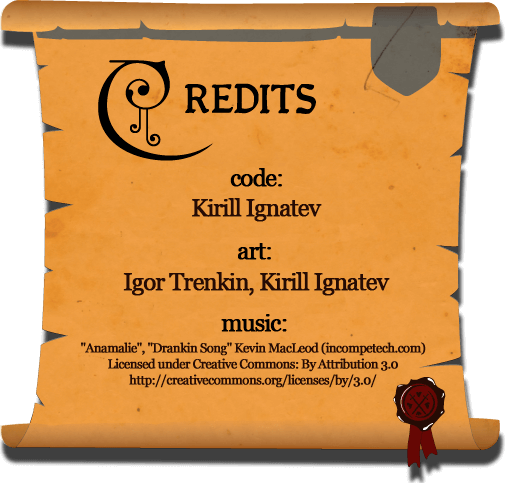 CREDITS
code:
Kirill Ignatev
art:
Igor Trenkin, Kirill Ignatev
music:
"Anamalie", "Drankin Song" Kevin MacLeod (incompetech.com)
Licensed under Creative Commons: By Attribution 3.0
http://creativecommons.org/licenses/by/3.0/